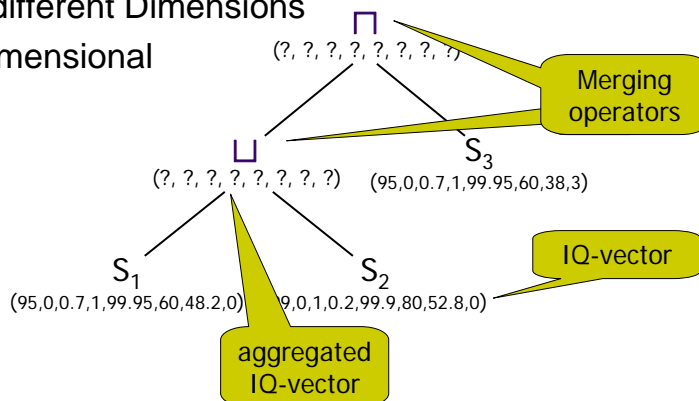 different Dimensions
mensional
⊓
(?, ?, ?, ?, ?, ?, ?, ?)
Merging
operators
⊔
(?, ?, ?, ?, ?, ?, ?, ?)
S3
(95,0,0.7,1,99.95,60,38,3)
IQ-vector
S1
(95,0,0.7,1,99.95,60,48.2,0)
S2
9,0,1,0.2,99.9,80,52.8,0)
aggregated
IQ-vector